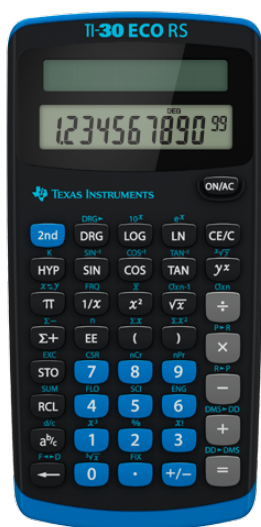 TI-30 ECO RS
DEG
1.234567890 99
TEXAS INSTRUMENTS
ON/AC
DRG▸ 10ˣ eˣ
2nd DRG LOG LN CE/C
K SIN⁻¹ COS⁻¹ TAN⁻¹ ˣ√y
HYP SIN COS TAN yˣ
x⇄y FRQ x̅ σxn-1 σxn
π 1/x x² √x ÷
Σ− n Σx Σx² P▸R
Σ+ EE ( ) ×
EXC CSR nCr nPr R▸P
STO 7 8 9 −
SUM FLO SCI ENG DMS▸DD
RCL 4 5 6 +
d/c x³ % x! DD▸DMS
aᵇ/c 1 2 3 =
F◂▸D ³√x FIX
← 0 . +/−